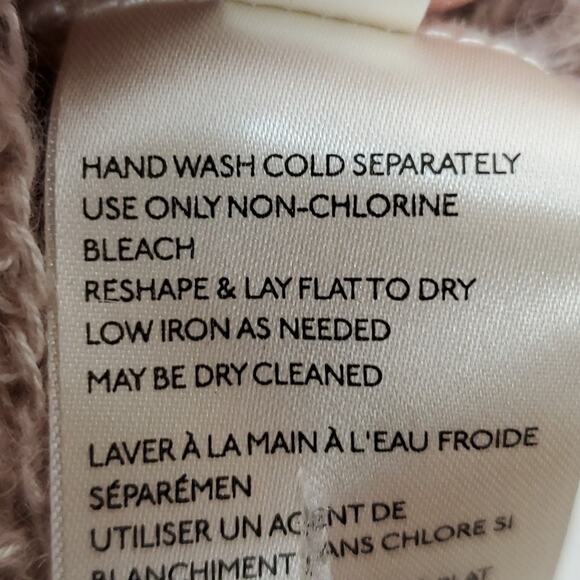 HAND WASH COLD SEPARATELY
USE ONLY NON-CHLORINE
BLEACH
RESHAPE & LAY FLAT TO DRY
LOW IRON AS NEEDED
MAY BE DRY CLEANED
LAVER À LA MAIN À L'EAU FROIDE
SÉPARÉMEN
UTILISER UN AGENT DE
BLANCHIMENT SANS CHLORE SI